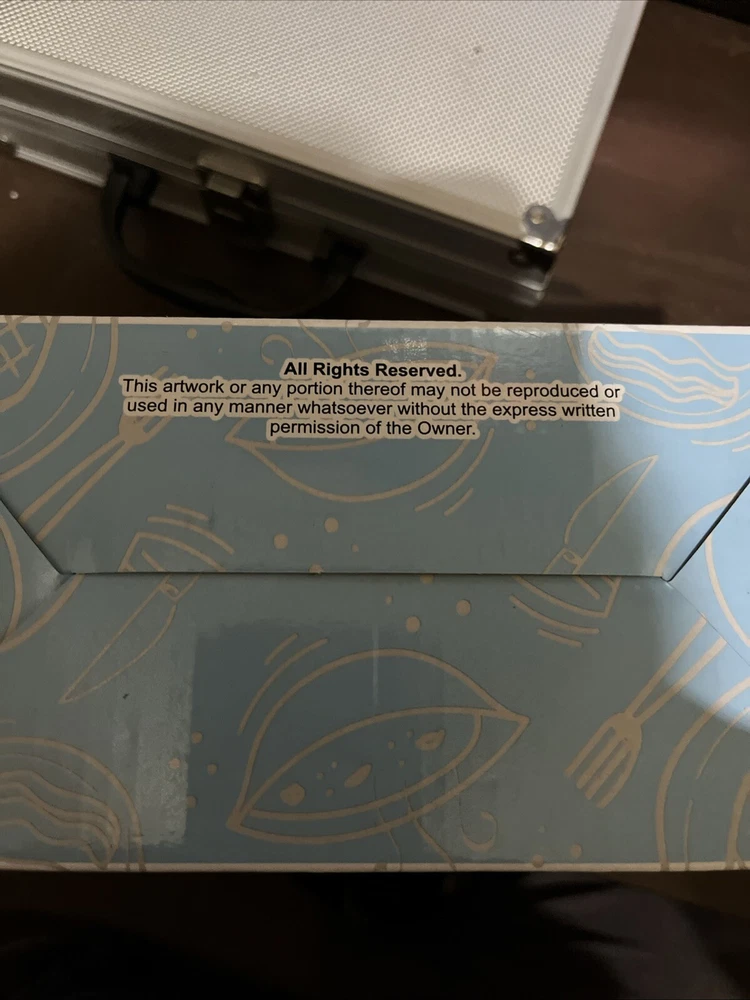 All Rights Reserved.
This artwork or any portion thereof may not be reproduced or
used in any manner whatsoever without the express written
permission of the Owner.